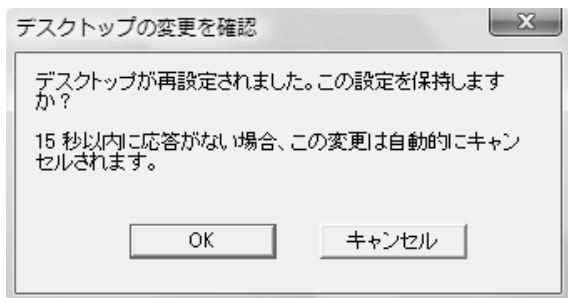 デスクトップの変更を確認
デスクトップが再設定されました。この設定を保持します
か？
15 秒以内に応答がない場合、この変更は自動的にキャン
セルされます。
OK
キャンセル